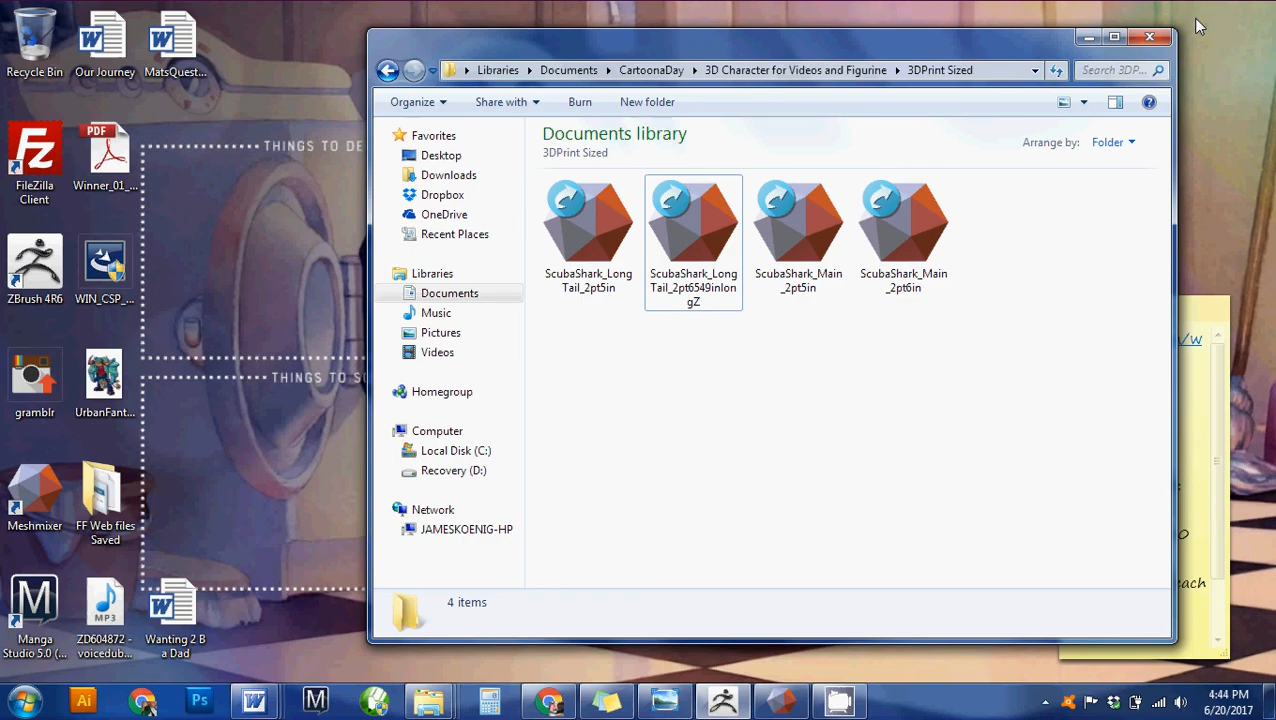 Recycle Bin
Our Journey
MatsQuest...
FileZilla
Client
PDF
Winner_01_...
ZBrush 4R6
WIN_CSP_...
gramblr
UrbanFant...
Meshmixer
FF Web files
Saved
Manga
Studio 5.0 (...
MP3
ZD604872 -
voicedub...
Wanting 2 B
a Dad
THINGS TO DE
THINGS TO S
Libraries
Documents
CartoonaDay
3D Character for Videos and Figurine
3DPrint Sized
Search 3DP...
Organize
Share with
Burn
New folder
Favorites
Desktop
Downloads
Dropbox
OneDrive
Recent Places
Libraries
Documents
Music
Pictures
Videos
Homegroup
Computer
Local Disk (C:)
Recovery (D:)
Network
JAMESKOENIG-HP
Documents library
3DPrint Sized
Arrange by:
Folder
ScubaShark_Long
Tail_2pt5in
ScubaShark_Long
Tail_2pt6549inlon
gZ
ScubaShark_Main
_2pt5in
ScubaShark_Main
_2pt6in
4 items
/w
O
each
Ai
Ps
W
M
4:44 PM
6/20/2017